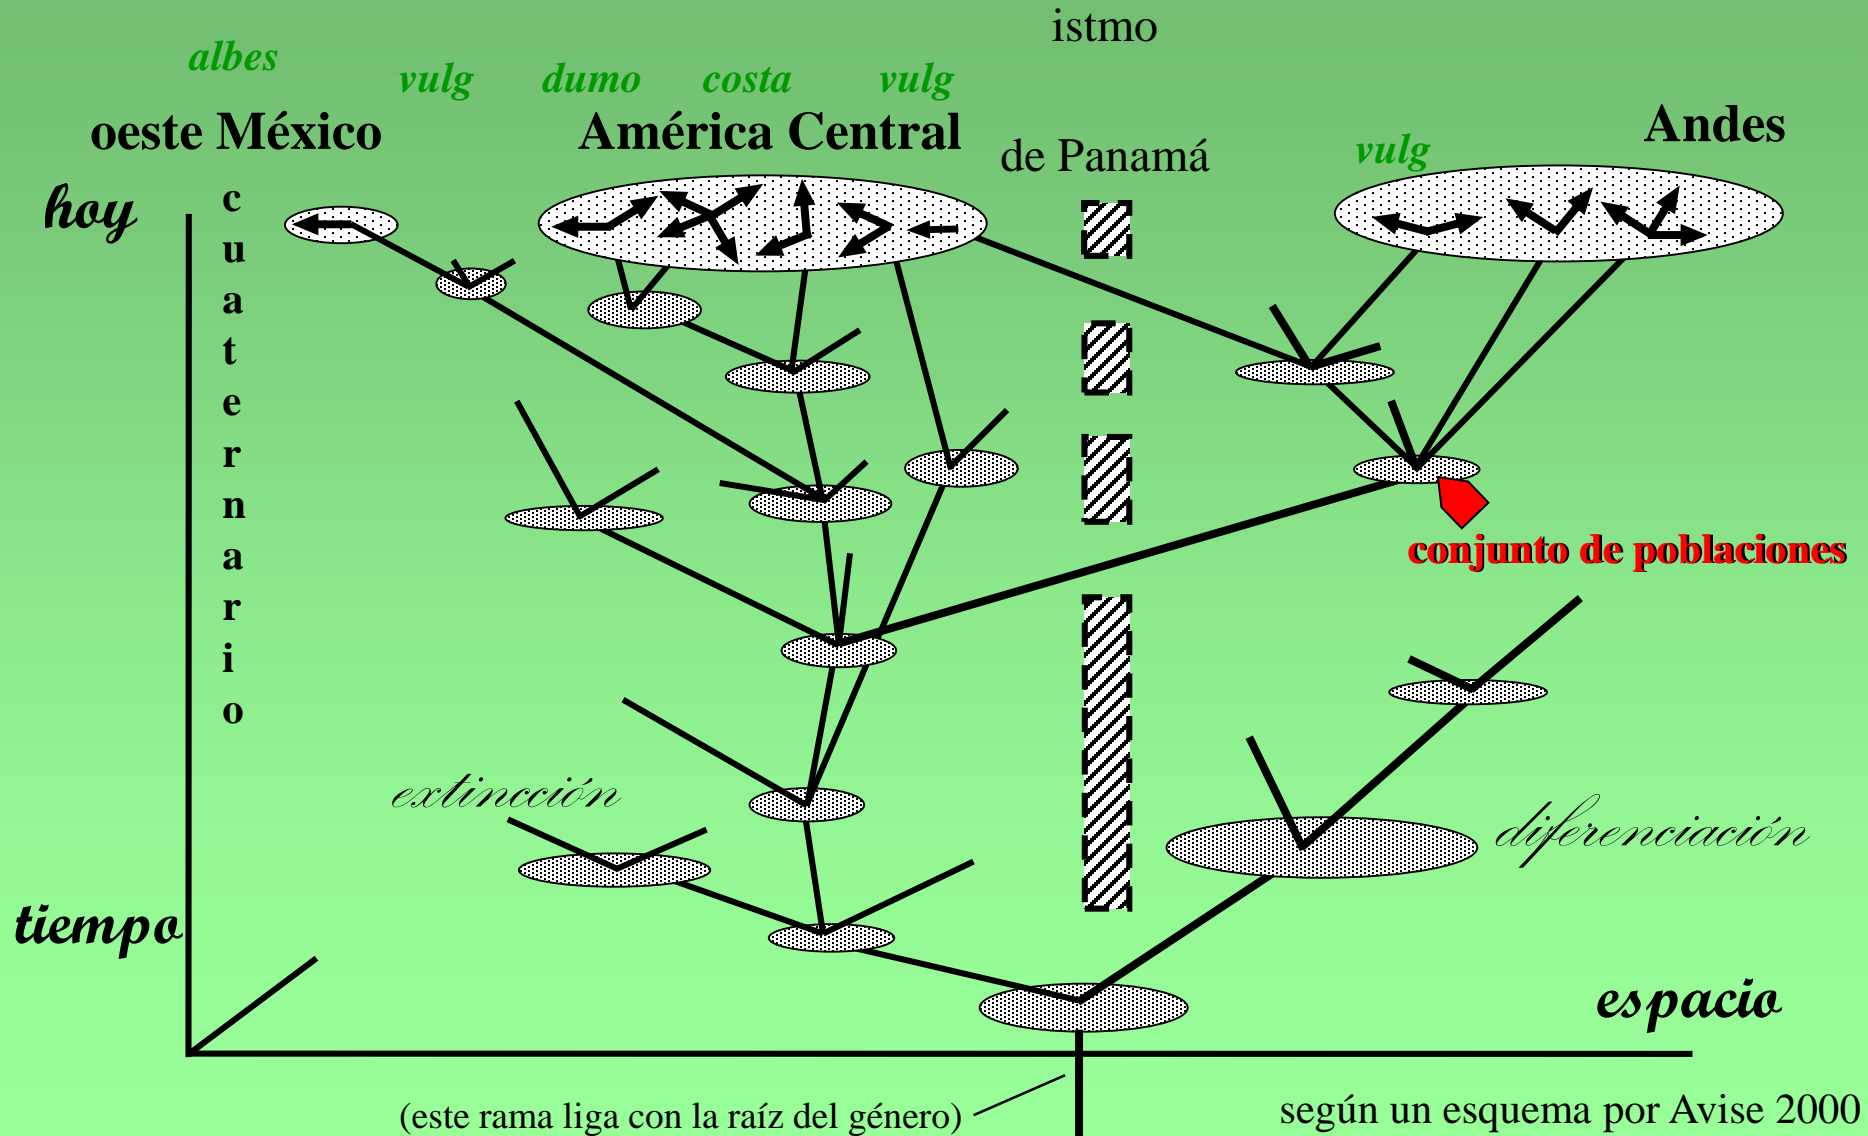 istmo
albes
vulg dumo costa vulg
oeste México América Central Andes
de Panamá
vulg
hoy
cuaternario
conjunto de poblaciones
extincción
diferenciación
tiempo
espacio
(este rama liga con la raíz del género)
según un esquema por Avise 2000